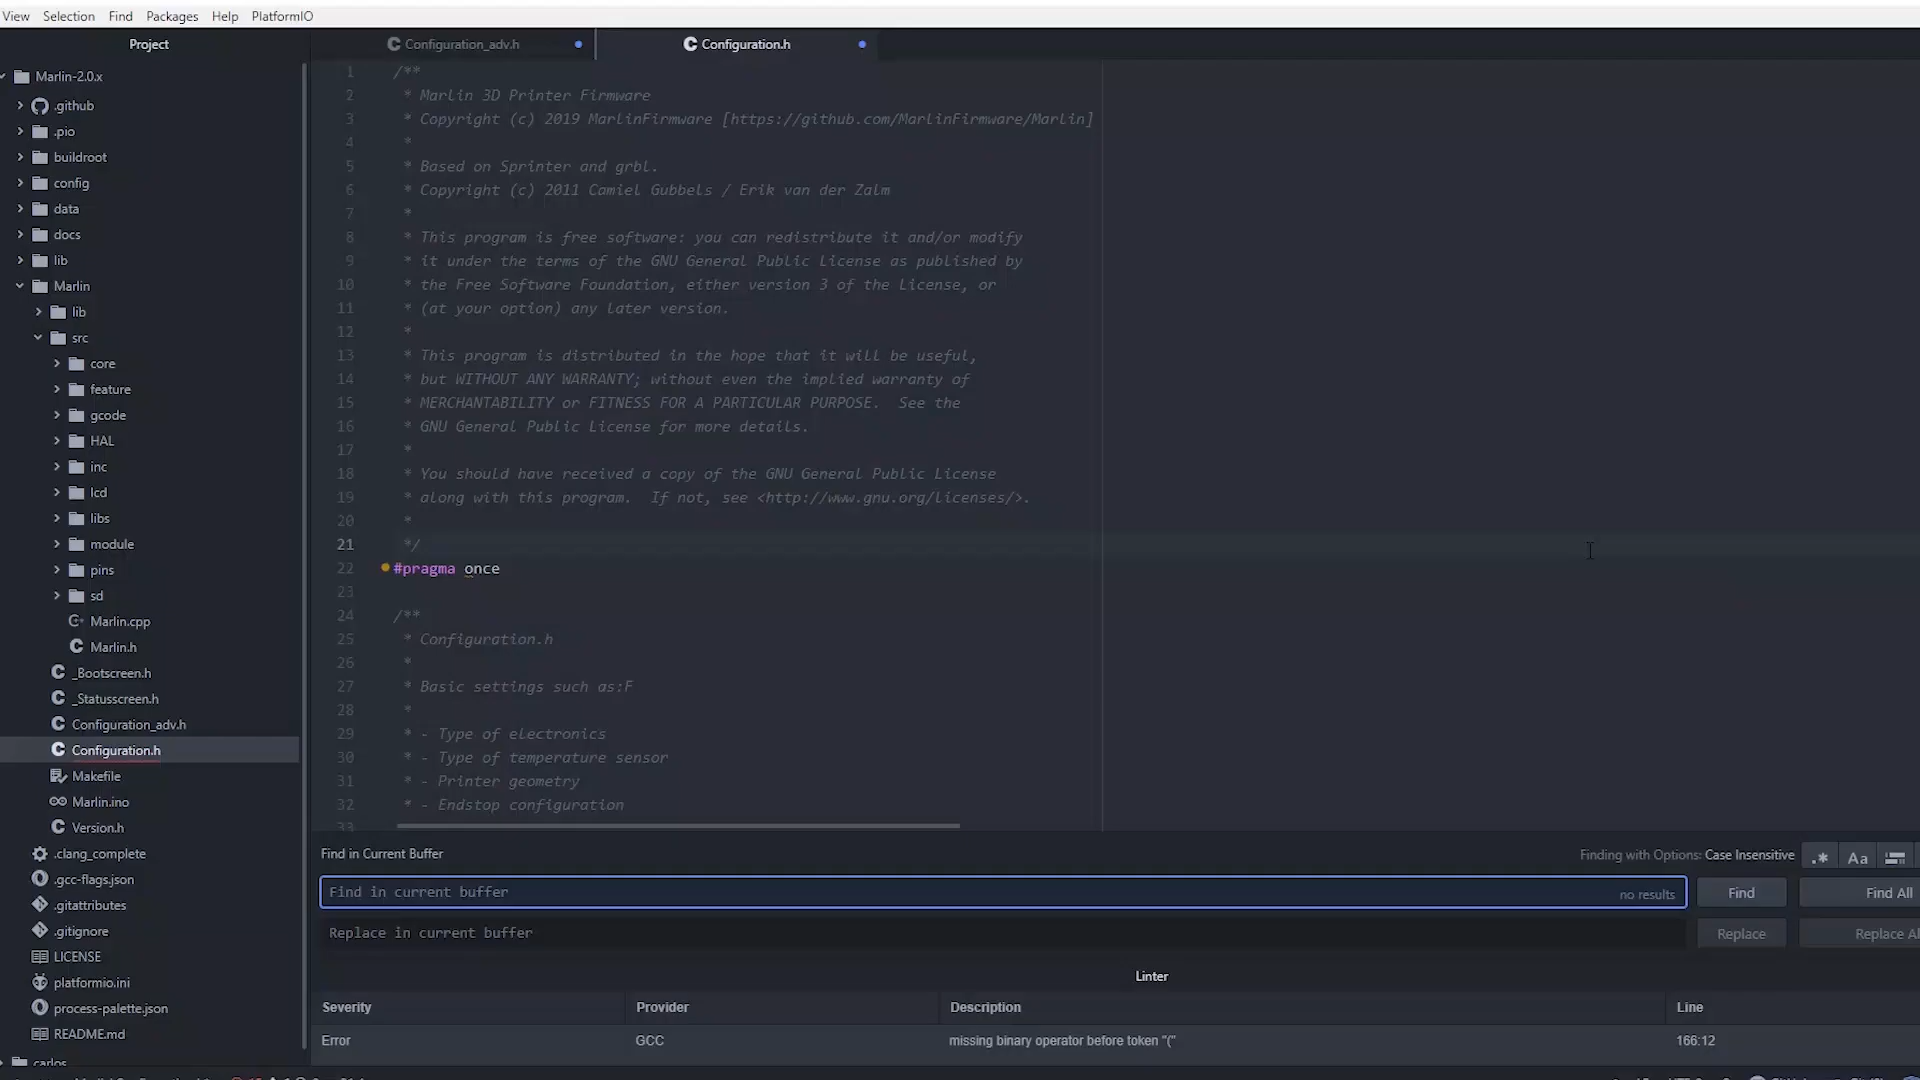 View Selection Find Packages Help PlatformIO
Project
Marlin-2.0.x
.github
.pio
buildroot
config
data
docs
lib
Marlin
lib
src
core
feature
gcode
HAL
inc
lcd
libs
module
pins
sd
Marlin.cpp
Marlin.h
_Bootscreen.h
_Statusscreen.h
Configuration_adv.h
Configuration.h
Makefile
Marlin.ino
Version.h
.clang_complete
.gcc-flags.json
.gitattributes
.gitignore
LICENSE
platformio.ini
process-palette.json
README.md
carlos
Configuration_adv.h Configuration.h
1 /**
2 * Marlin 3D Printer Firmware
3 * Copyright (c) 2019 MarlinFirmware [https://github.com/MarlinFirmware/Marlin]
4 *
5 * Based on Sprinter and grbl.
6 * Copyright (c) 2011 Camiel Gubbels / Erik van der Zalm
7 *
8 * This program is free software: you can redistribute it and/or modify
9 * it under the terms of the GNU General Public License as published by
10 * the Free Software Foundation, either version 3 of the License, or
11 * (at your option) any later version.
12 *
13 * This program is distributed in the hope that it will be useful,
14 * but WITHOUT ANY WARRANTY; without even the implied warranty of
15 * MERCHANTABILITY or FITNESS FOR A PARTICULAR PURPOSE.  See the
16 * GNU General Public License for more details.
17 *
18 * You should have received a copy of the GNU General Public License
19 * along with this program.  If not, see <http://www.gnu.org/licenses/>.
20 *
21 */
22 #pragma once
23
24 /**
25 * Configuration.h
26 *
27 * Basic settings such as:F
28 *
29 * - Type of electronics
30 * - Type of temperature sensor
31 * - Printer geometry
32 * - Endstop configuration
33
Find in Current Buffer Finding with Options: Case Insensitive .* Aa
Find in current buffer no results Find Find All
Replace in current buffer Replace Replace Al
Linter
Severity Provider Description Line
Error GCC missing binary operator before token "(" 166:12